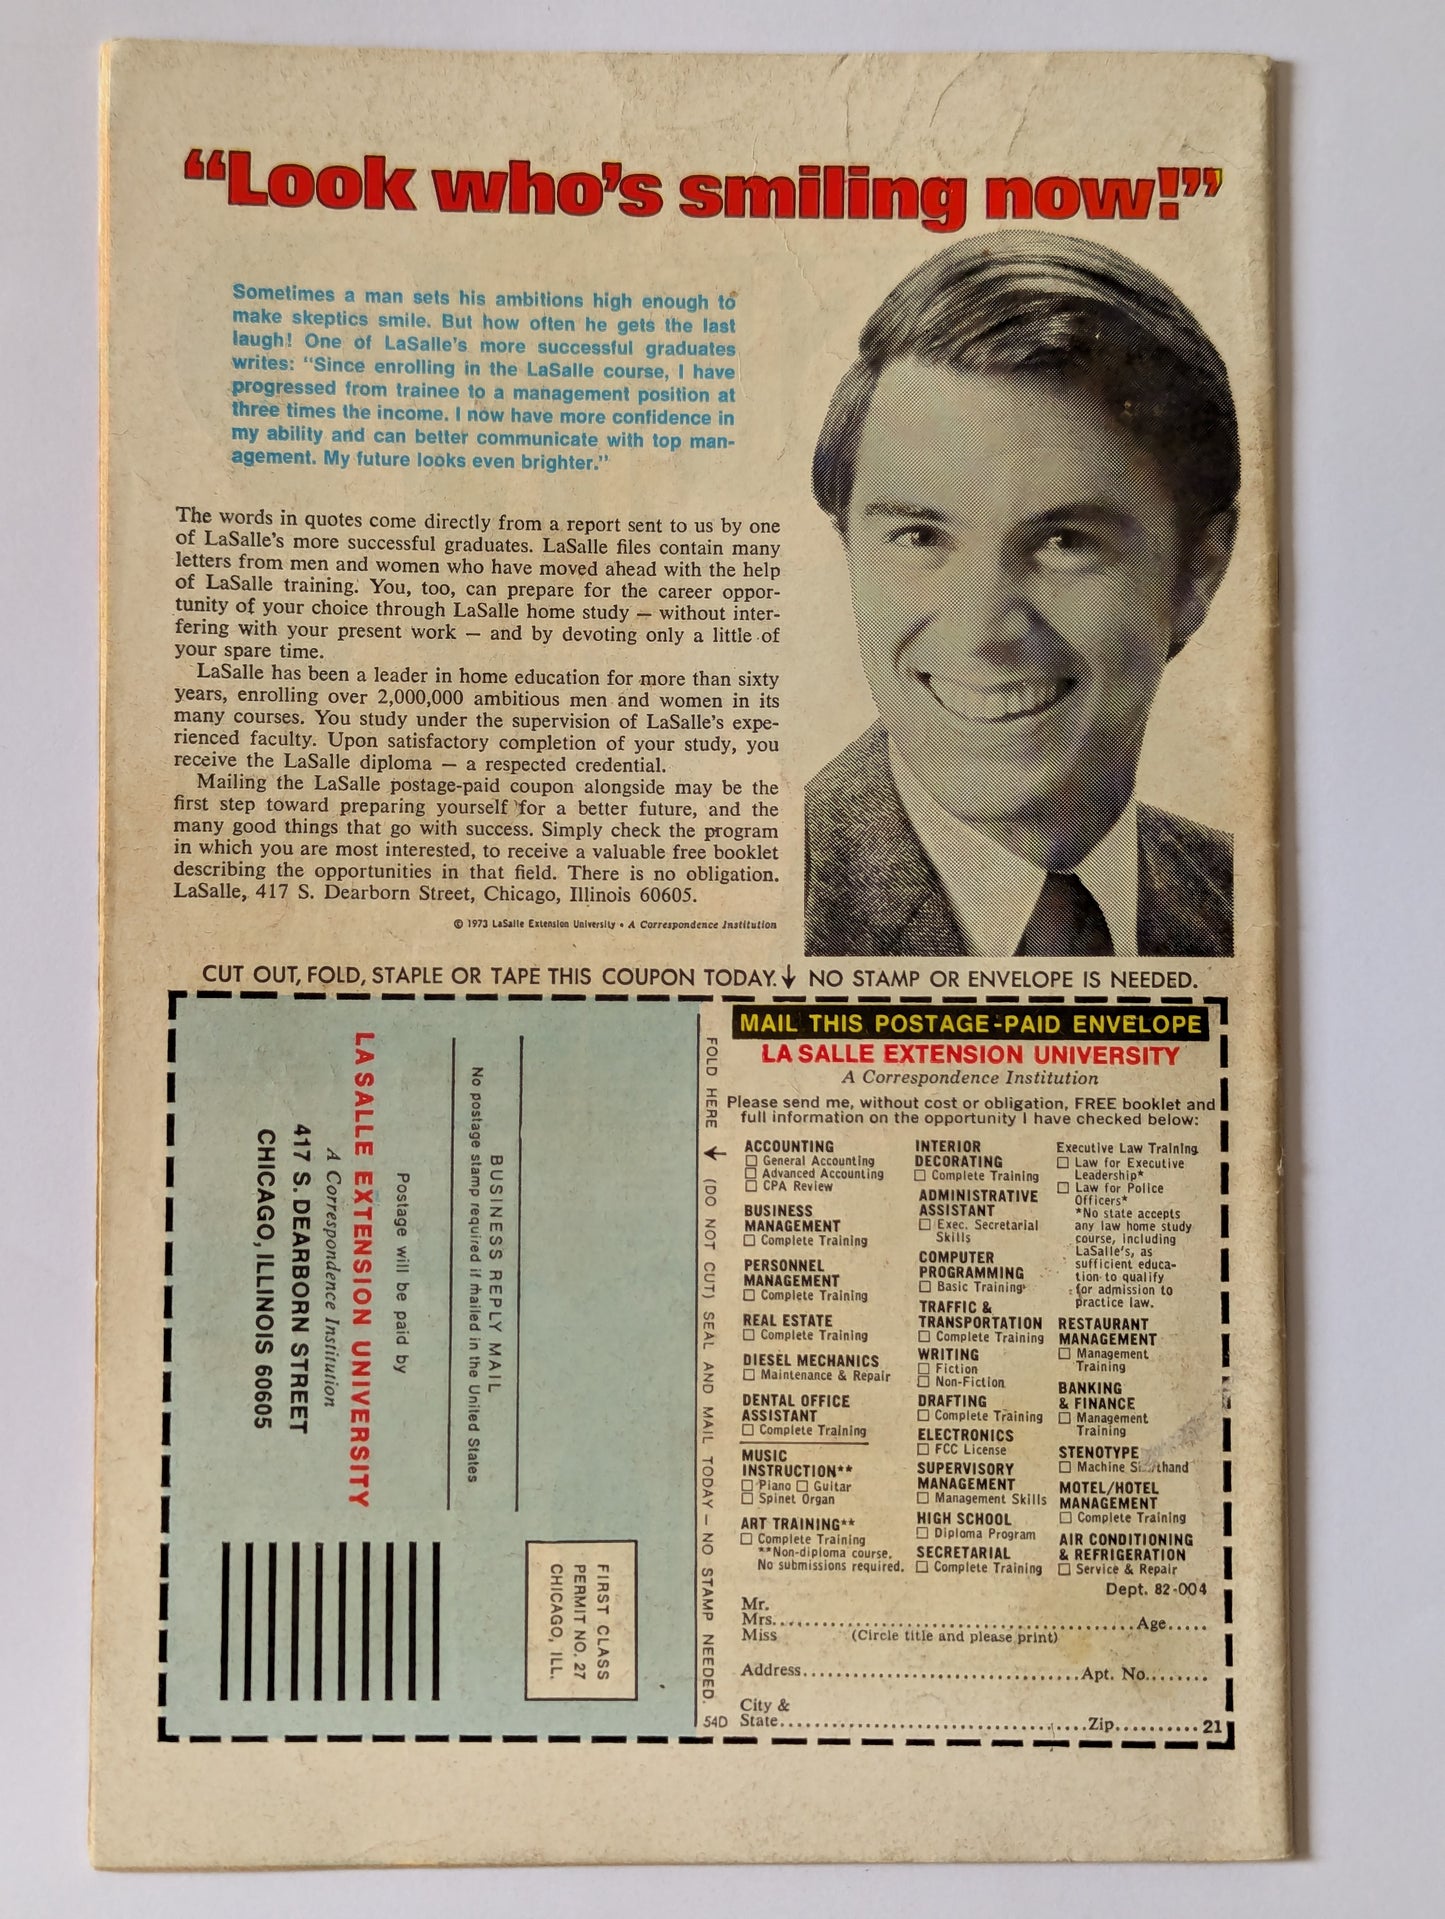 “Look who’s smiling now!”
Sometimes a man sets his ambitions high enough to
make skeptics smile. But how often he gets the last
laugh! One of LaSalle’s more successful graduates
writes: “Since enrolling in the LaSalle course, I have
progressed from trainee to a management position at
three times the income. I now have more confidence in
my ability and can better communicate with top man-
agement. My future looks even brighter.”
The words in quotes come directly from a report sent to us by one
of LaSalle’s more successful graduates. LaSalle files contain many
letters from men and women who have moved ahead with the help
of LaSalle training. You, too, can prepare for the career oppor-
tunity of your choice through LaSalle home study — without inter-
fering with your present work — and by devoting only a little of
your spare time.
LaSalle has been a leader in home education for more than sixty
years, enrolling over 2,000,000 ambitious men and women in its
many courses. You study under the supervision of LaSalle’s expe-
rienced faculty. Upon satisfactory completion of your study, you
receive the LaSalle diploma — a respected credential.
Mailing the LaSalle postage-paid coupon alongside may be the
first step toward preparing yourself for a better future, and the
many good things that go with success. Simply check the program
in which you are most interested, to receive a valuable free booklet
describing the opportunities in that field. There is no obligation.
LaSalle, 417 S. Dearborn Street, Chicago, Illinois 60605.
© 1973 LaSalle Extension University • A Correspondence Institution
CUT OUT, FOLD, STAPLE OR TAPE THIS COUPON TODAY.↓ NO STAMP OR ENVELOPE IS NEEDED.
FIRST CLASS
PERMIT NO. 27
CHICAGO, ILL.
BUSINESS REPLY MAIL
No postage stamp required if mailed in the United States
Postage will be paid by
LA SALLE EXTENSION UNIVERSITY
A Correspondence Institution
417 S. DEARBORN STREET
CHICAGO, ILLINOIS 60605
FOLD HERE ↓ (DO NOT CUT) SEAL AND MAIL TODAY — NO STAMP NEEDED.
54D
MAIL THIS POSTAGE-PAID ENVELOPE
LA SALLE EXTENSION UNIVERSITY
A Correspondence Institution
Please send me, without cost or obligation, FREE booklet and
full information on the opportunity I have checked below:
ACCOUNTING
☐ General Accounting
☐ Advanced Accounting
☐ CPA Review
BUSINESS
MANAGEMENT
☐ Complete Training
PERSONNEL
MANAGEMENT
☐ Complete Training
REAL ESTATE
☐ Complete Training
DIESEL MECHANICS
☐ Maintenance & Repair
DENTAL OFFICE
ASSISTANT
☐ Complete Training
MUSIC
INSTRUCTION**
☐ Piano ☐ Guitar
☐ Spinet Organ
ART TRAINING**
☐ Complete Training
**Non-diploma course.
No submissions required.
INTERIOR
DECORATING
☐ Complete Training
ADMINISTRATIVE
ASSISTANT
☐ Exec. Secretarial
Skills
COMPUTER
PROGRAMMING
☐ Basic Training
TRAFFIC &
TRANSPORTATION
☐ Complete Training
WRITING
☐ Fiction
☐ Non-Fiction
DRAFTING
☐ Complete Training
ELECTRONICS
☐ FCC License
SUPERVISORY
MANAGEMENT
☐ Management Skills
HIGH SCHOOL
☐ Diploma Program
SECRETARIAL
☐ Complete Training
Executive Law Training
☐ Law for Executive
Leadership*
☐ Law for Police
Officers*
*No state accepts
any law home study
course, including
LaSalle’s, as
sufficient educa-
tion to qualify
for admission to
practice law.
RESTAURANT
MANAGEMENT
☐ Management
Training
BANKING
& FINANCE
☐ Management
Training
STENOTYPE
☐ Machine
MOTEL/HOTEL
MANAGEMENT
☐ Complete Training
AIR CONDITIONING
& REFRIGERATION
☐ Service & Repair
Dept. 82-004
Mr.
Mrs. Age
Miss (Circle title and please print)
Address Apt. No.
City &
State Zip 21